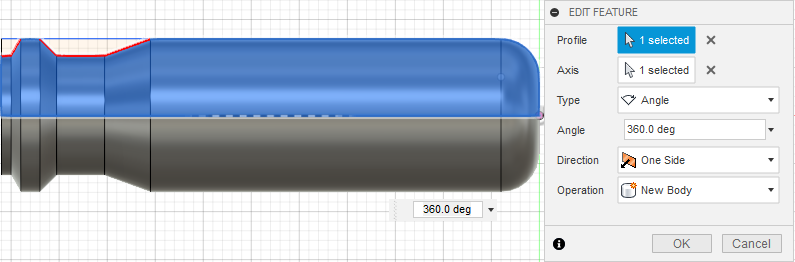 EDIT FEATURE
Profile 1 selected
Axis 1 selected
Type Angle
Angle 360.0 deg
Direction One Side
Operation New Body
360.0 deg
OK Cancel